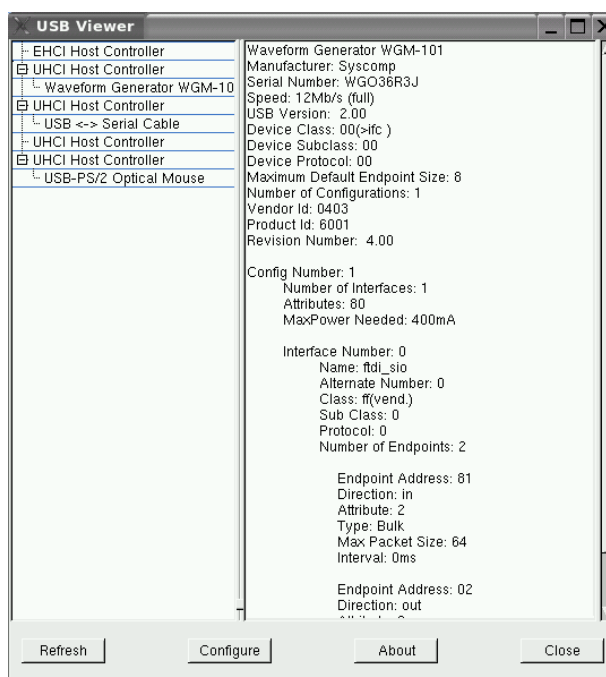 USB Viewer
EHCI Host Controller
UHCI Host Controller
Waveform Generator WGM-10
UHCI Host Controller
USB <-> Serial Cable
UHCI Host Controller
UHCI Host Controller
USB-PS/2 Optical Mouse
Waveform Generator WGM-101
Manufacturer: Syscomp
Serial Number: WGO36R3J
Speed: 12Mb/s (full)
USB Version: 2.00
Device Class: 00(>ifc )
Device Subclass: 00
Device Protocol: 00
Maximum Default Endpoint Size: 8
Number of Configurations: 1
Vendor Id: 0403
Product Id: 6001
Revision Number: 4.00
Config Number: 1
Number of Interfaces: 1
Attributes: 80
MaxPower Needed: 400mA
Interface Number: 0
Name: ftdi_sio
Alternate Number: 0
Class: ff(vend.)
Sub Class: 0
Protocol: 0
Number of Endpoints: 2
Endpoint Address: 81
Direction: in
Attribute: 2
Type: Bulk
Max Packet Size: 64
Interval: 0ms
Endpoint Address: 02
Direction: out
Refresh
Configure
About
Close